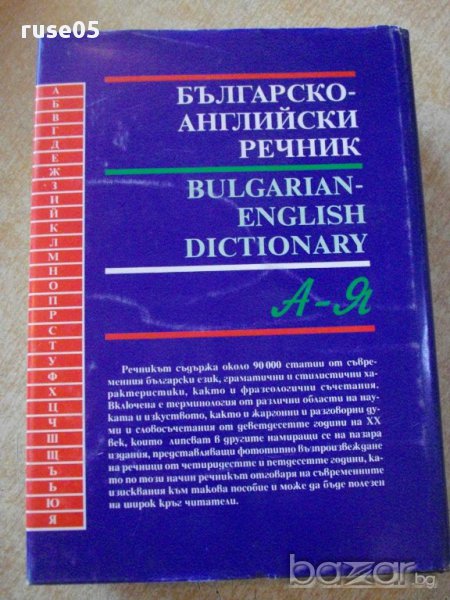 ruse05
А
Б
В
Г
Д
Е
Ж
З
И
Й
К
Л
М
Н
О
П
Р
С
Т
У
Ф
Х
Ц
Ч
Ш
Щ
Ъ
Ь
Ю
Я
БЪЛГАРСКО-
АНГЛИЙСКИ
РЕЧНИК
BULGARIAN-
ENGLISH
DICTIONARY
А-Я
Речникът съдържа около 90 000 статии от съвре-
менния български език, граматични и стилистични ха-
рактеристики, както и фразеологични съчетания.
Включена е терминология от различни области на на-
уката и изкуството, както и жаргонни и разговорни ду-
ми и словосъчетания от деветдесетте години на XX
век, които липсват в другите намиращи се на пазара
издания, представляващи фототипно възпроизвеждане
на речници от четиридесетте и петдесетте години, ка-
то по този начин речникът отговаря на съвременните
изисквания към такова пособие и може да бъде полезен
на широк кръг читатели.
bazar.bg